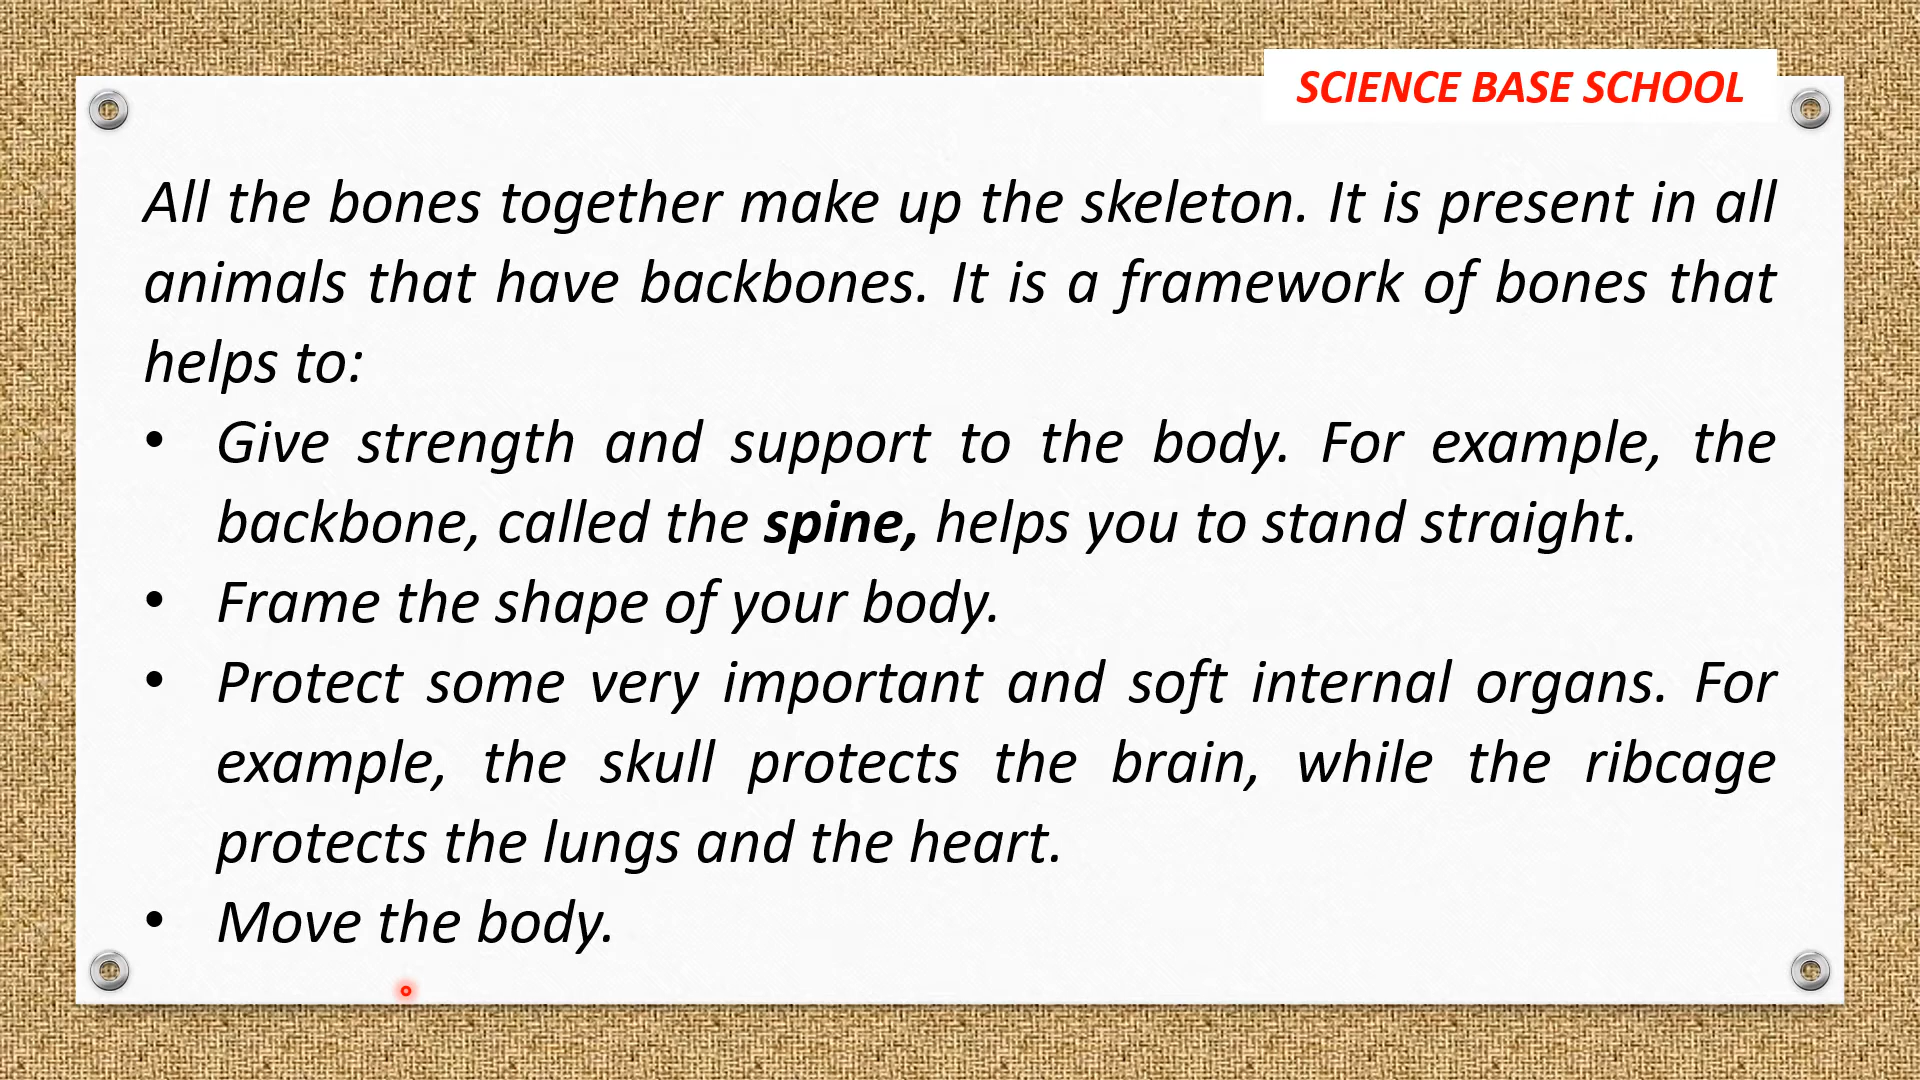 SCIENCE BASE SCHOOL
All the bones together make up the skeleton. It is present in all
animals that have backbones. It is a framework of bones that
helps to:
• Give strength and support to the body. For example, the
backbone, called the spine, helps you to stand straight.
• Frame the shape of your body.
• Protect some very important and soft internal organs. For
example, the skull protects the brain, while the ribcage
protects the lungs and the heart.
• Move the body.